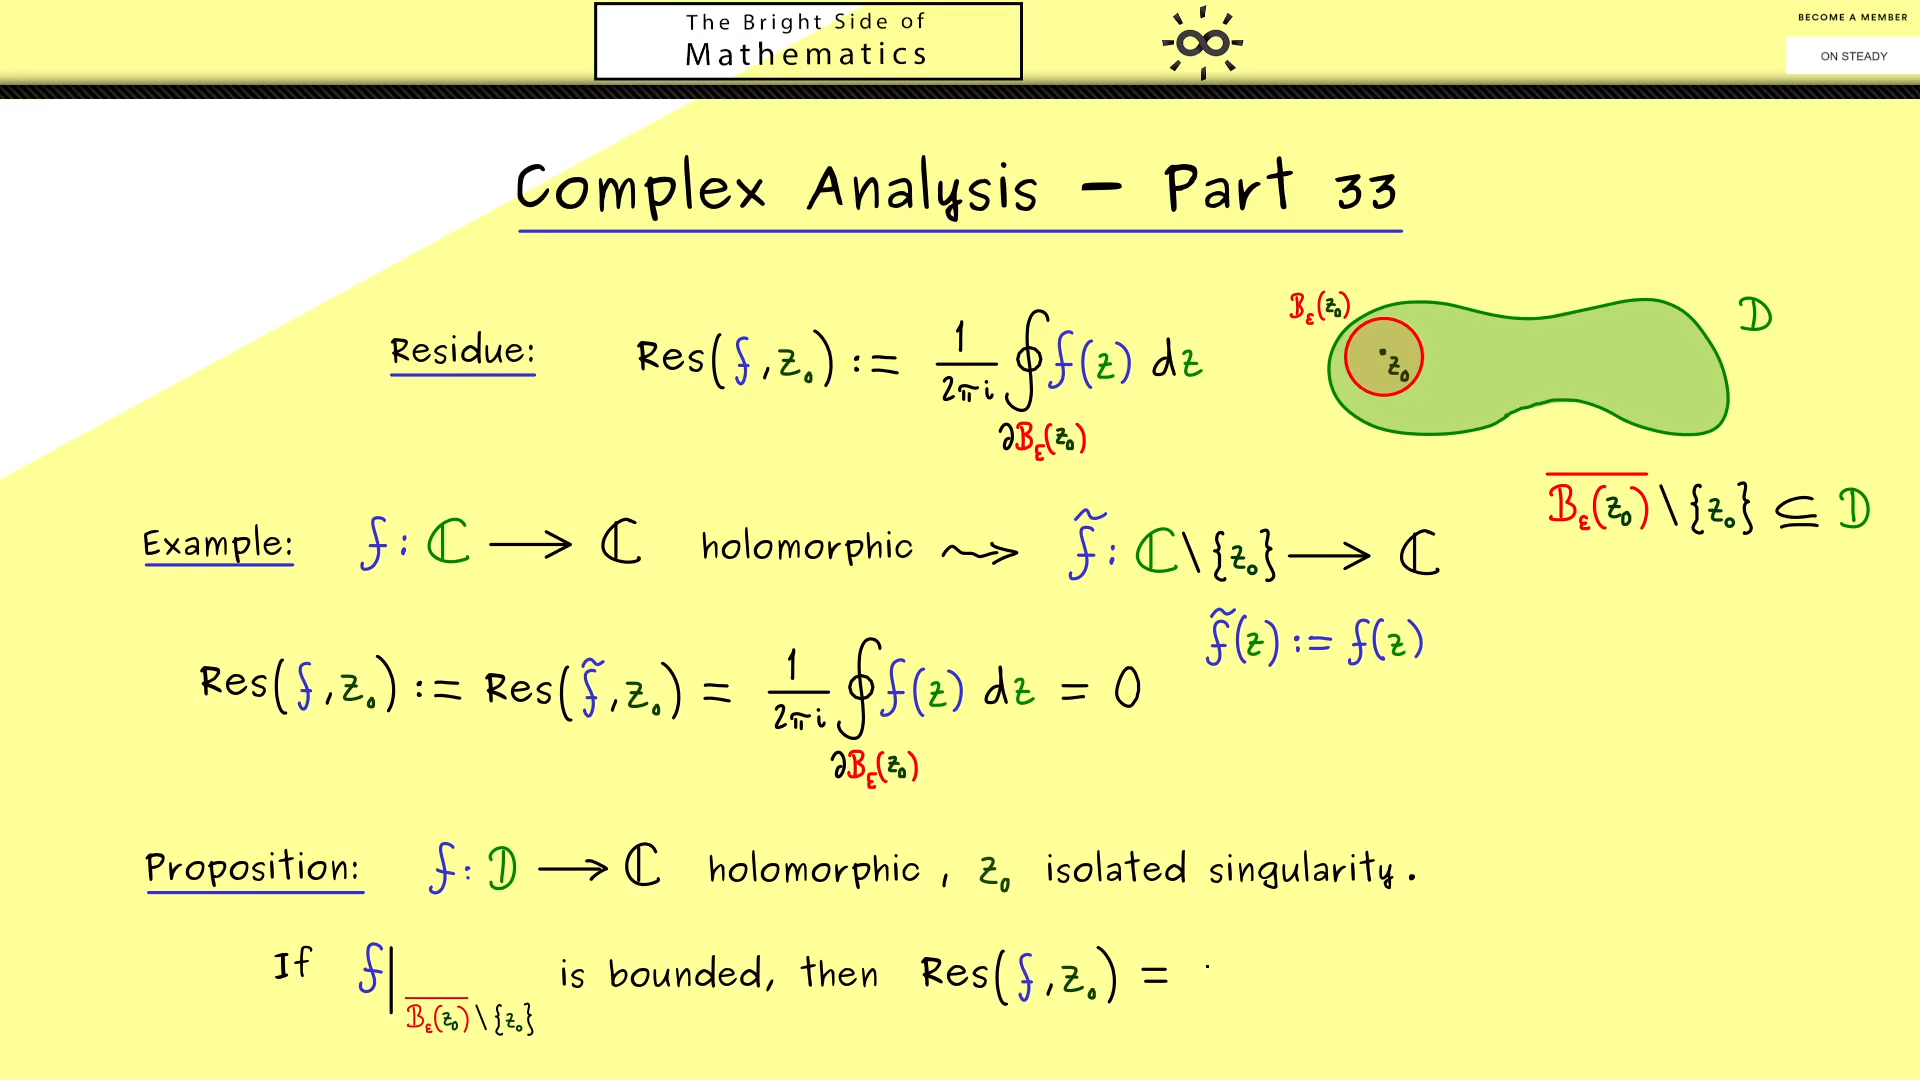 The Bright Side of
Mathematics
BECOME A MEMBER
ON STEADY
Complex Analysis – Part 33
Residue: Res(f, z₀) := 1/(2πi) ∮ f(z) dz
∂B_ε(z₀)
B_ε(z₀)
D
z₀
\overline{B_ε(z₀)} \ {z₀} ⊆ D
Example: f: ℂ ⟶ ℂ holomorphic ⇝ f̃: ℂ\{z₀} ⟶ ℂ
f̃(z) := f(z)
Res(f, z₀) := Res(f̃, z₀) = 1/(2πi) ∮ f(z) dz = 0
∂B_ε(z₀)
Proposition: f: D ⟶ ℂ holomorphic, z₀ isolated singularity.
If f|_{\overline{B_ε(z₀)} \ {z₀}} is bounded, then Res(f, z₀) =